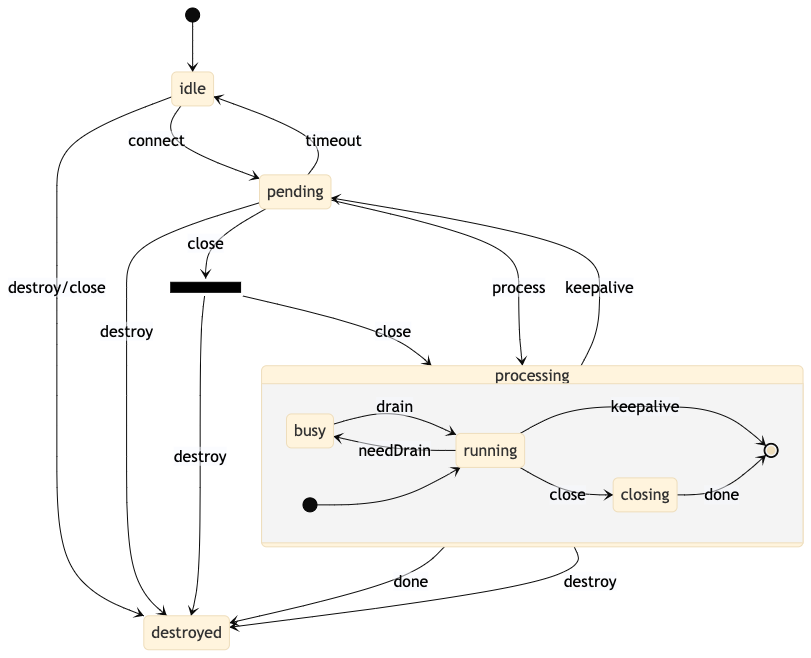 idle
connect
timeout
pending
close
destroy/close
process
keepalive
destroy
close
processing
drain
keepalive
busy
needDrain
running
destroy
close
closing
done
done
destroy
destroyed